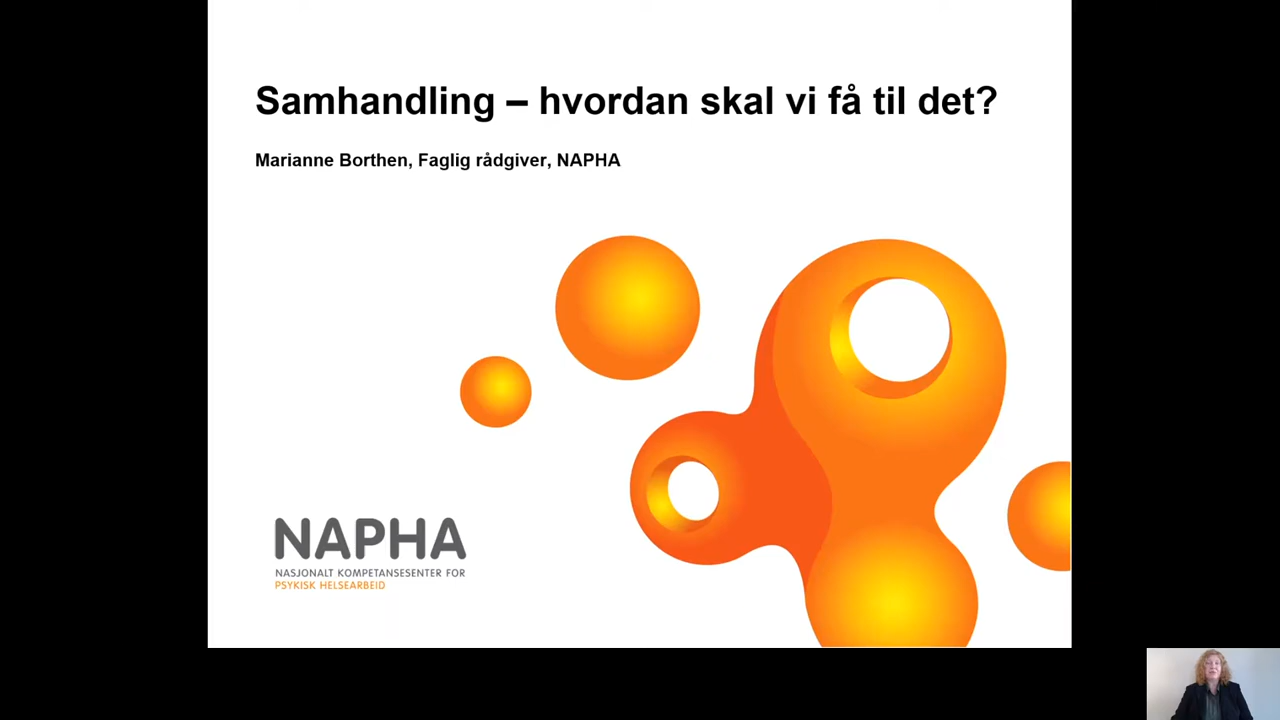 Samhandling – hvordan skal vi få til det?
Marianne Borthen, Faglig rådgiver, NAPHA
NAPHA
NASJONALT KOMPETANSESENTER FOR
PSYKISK HELSEARBEID